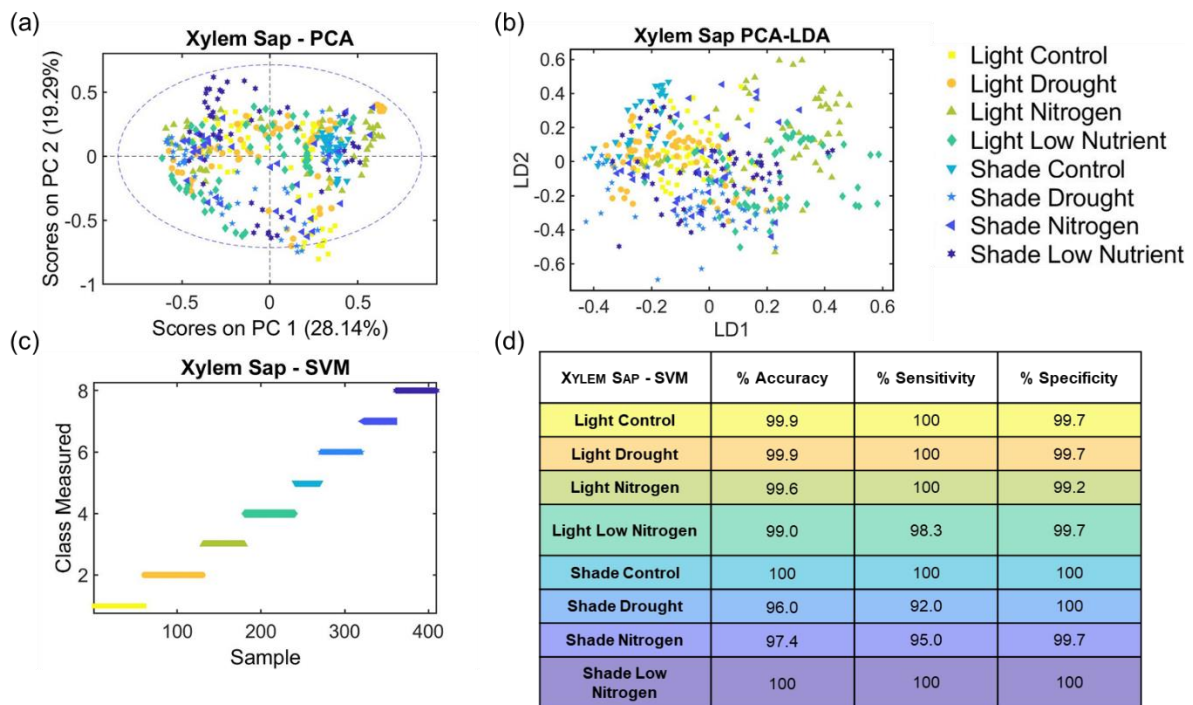 (a)
Xylem Sap - PCA
Scores on PC 2 (19.29%)
0.5
0
-0.5
-1
-0.5
0
0.5
Scores on PC 1 (28.14%)
(b)
Xylem Sap PCA-LDA
LD2
0.6
0.4
0.2
0
-0.2
-0.4
-0.6
-0.4
-0.2
0
0.2
0.4
0.6
LD1
Light Control
Light Drought
Light Nitrogen
Light Low Nutrient
Shade Control
Shade Drought
Shade Nitrogen
Shade Low Nutrient
(c)
Xylem Sap - SVM
Class Measured
8
6
4
2
100
200
300
400
Sample
(d)
XYLEM SAP - SVM % Accuracy % Sensitivity % Specificity
Light Control 99.9 100 99.7
Light Drought 99.9 100 99.7
Light Nitrogen 99.6 100 99.2
Light Low Nitrogen 99.0 98.3 99.7
Shade Control 100 100 100
Shade Drought 96.0 92.0 100
Shade Nitrogen 97.4 95.0 99.7
Shade Low
Nitrogen 100 100 100